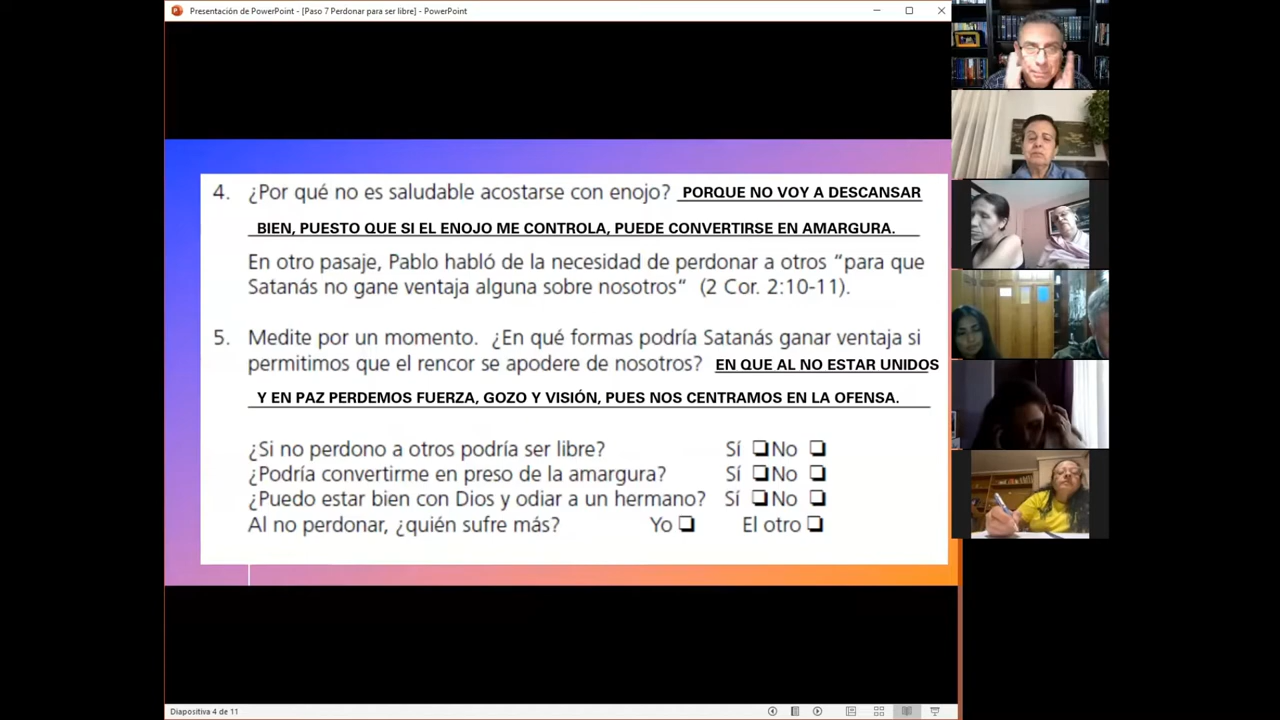 Presentación de PowerPoint - [Paso 7 Perdonar para ser libre] - PowerPoint
4. ¿Por qué no es saludable acostarse con enojo? PORQUE NO VOY A DESCANSAR
BIEN, PUESTO QUE SI EL ENOJO ME CONTROLA, PUEDE CONVERTIRSE EN AMARGURA.
En otro pasaje, Pablo habló de la necesidad de perdonar a otros “para que
Satanás no gane ventaja alguna sobre nosotros“ (2 Cor. 2:10-11).
5. Medite por un momento. ¿En qué formas podría Satanás ganar ventaja si
permitimos que el rencor se apodere de nosotros? EN QUE AL NO ESTAR UNIDOS
Y EN PAZ PERDEMOS FUERZA, GOZO Y VISIÓN, PUES NOS CENTRAMOS EN LA OFENSA.
¿Si no perdono a otros podría ser libre? Sí ❑ No ❑
¿Podría convertirme en preso de la amargura? Sí ❑ No ❑
¿Puedo estar bien con Dios y odiar a un hermano? Sí ❑ No ❑
Al no perdonar, ¿quién sufre más? Yo ❑ El otro ❑
Diapositiva 4 de 11